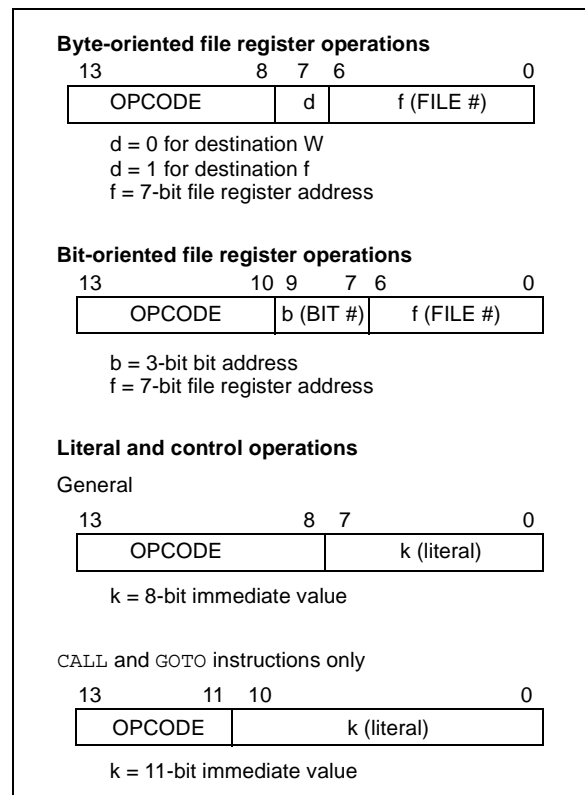 Byte-oriented file register operations
13 8 7 6 0
OPCODE d f (FILE #)
d = 0 for destination W
d = 1 for destination f
f = 7-bit file register address
Bit-oriented file register operations
13 10 9 7 6 0
OPCODE b (BIT #) f (FILE #)
b = 3-bit bit address
f = 7-bit file register address
Literal and control operations
General
13 8 7 0
OPCODE k (literal)
k = 8-bit immediate value
CALL and GOTO instructions only
13 11 10 0
OPCODE k (literal)
k = 11-bit immediate value